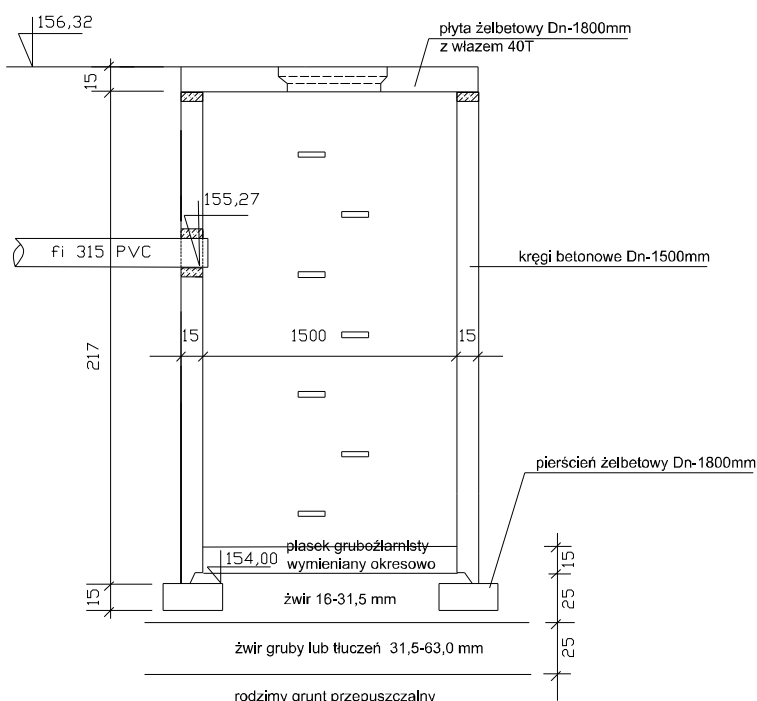 156,32
płyta żelbetowy Dn-1800mm
z włazem 40T
15
155,27
fi 315 PVC
kręgi betonowe Dn-1500mm
15
1500
15
217
pierścień żelbetowy Dn-1800mm
piasek gruboźiarnisty
154,00
wymieniany okresowo
15
15
żwir 16-31,5 mm
25
żwir gruby lub tłuczeń 31,5-63,0 mm
25
rodzimy grunt przepuszczalny